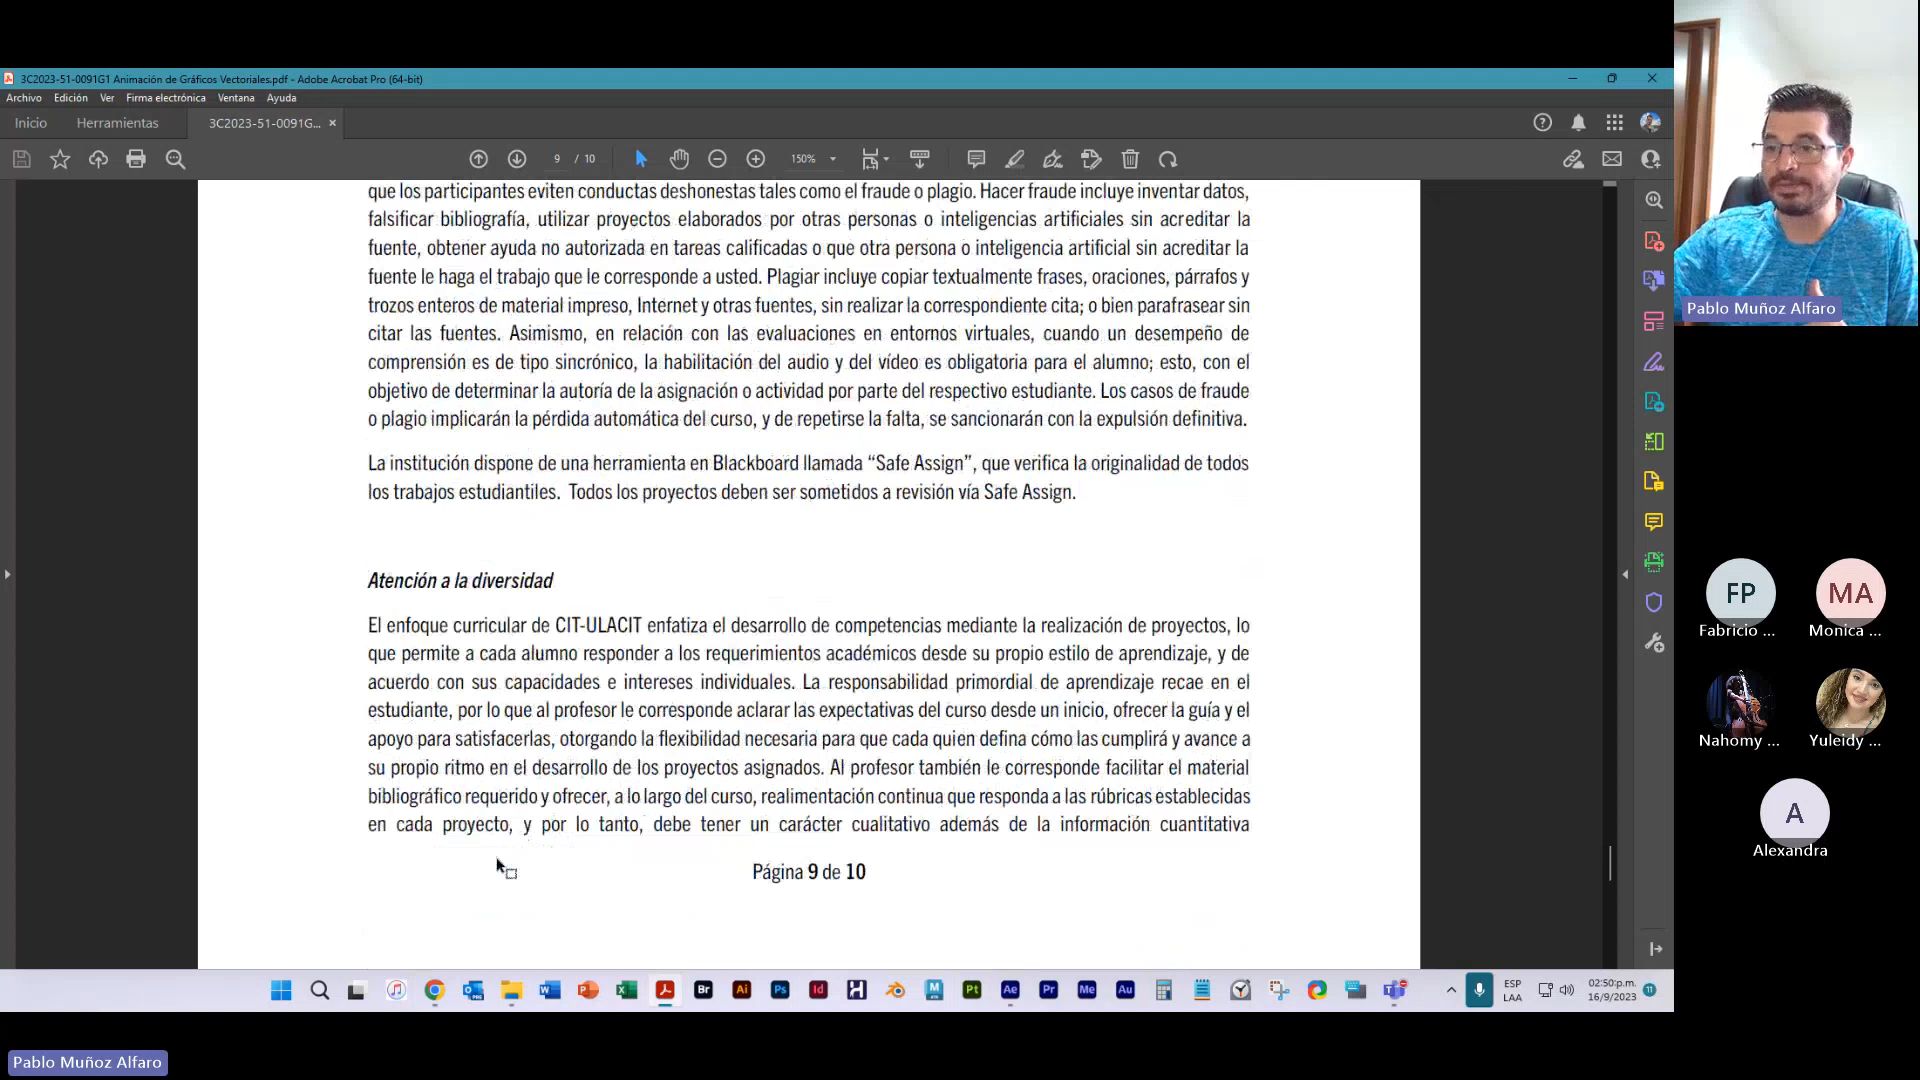 3C2023-51-0091G1 Animación de Gráficos Vectoriales.pdf - Adobe Acrobat Pro (64-bit)
Archivo Edición Ver Firma electrónica Ventana Ayuda
Inicio Herramientas 3C2023-51-0091G... ×
9 / 10 150%
que los participantes eviten conductas deshonestas tales como el fraude o plagio. Hacer fraude incluye inventar datos,
falsificar bibliografía, utilizar proyectos elaborados por otras personas o inteligencias artificiales sin acreditar la
fuente, obtener ayuda no autorizada en tareas calificadas o que otra persona o inteligencia artificial sin acreditar la
fuente le haga el trabajo que le corresponde a usted. Plagiar incluye copiar textualmente frases, oraciones, párrafos y
trozos enteros de material impreso, Internet y otras fuentes, sin realizar la correspondiente cita; o bien parafrasear sin
citar las fuentes. Asimismo, en relación con las evaluaciones en entornos virtuales, cuando un desempeño de
comprensión es de tipo sincrónico, la habilitación del audio y del vídeo es obligatoria para el alumno; esto, con el
objetivo de determinar la autoría de la asignación o actividad por parte del respectivo estudiante. Los casos de fraude
o plagio implicarán la pérdida automática del curso, y de repetirse la falta, se sancionarán con la expulsión definitiva.
La institución dispone de una herramienta en Blackboard llamada “Safe Assign”, que verifica la originalidad de todos
los trabajos estudiantiles. Todos los proyectos deben ser sometidos a revisión vía Safe Assign.
Atención a la diversidad
El enfoque curricular de CIT-ULACIT enfatiza el desarrollo de competencias mediante la realización de proyectos, lo
que permite a cada alumno responder a los requerimientos académicos desde su propio estilo de aprendizaje, y de
acuerdo con sus capacidades e intereses individuales. La responsabilidad primordial de aprendizaje recae en el
estudiante, por lo que al profesor le corresponde aclarar las expectativas del curso desde un inicio, ofrecer la guía y el
apoyo para satisfacerlas, otorgando la flexibilidad necesaria para que cada quien defina cómo las cumplirá y avance a
su propio ritmo en el desarrollo de los proyectos asignados. Al profesor también le corresponde facilitar el material
bibliográfico requerido y ofrecer, a lo largo del curso, realimentación continua que responda a las rúbricas establecidas
en cada proyecto, y por lo tanto, debe tener un carácter cualitativo además de la información cuantitativa
Página 9 de 10
Br Ai Ps Id Pt Ae Pr Me Au
ESP
LAA
02:50:p.m.
16/9/2023
11
Pablo Muñoz Alfaro
FP
Fabricio ...
MA
Monica ...
Nahomy ...
Yuleidy ...
A
Alexandra
Pablo Muñoz Alfaro